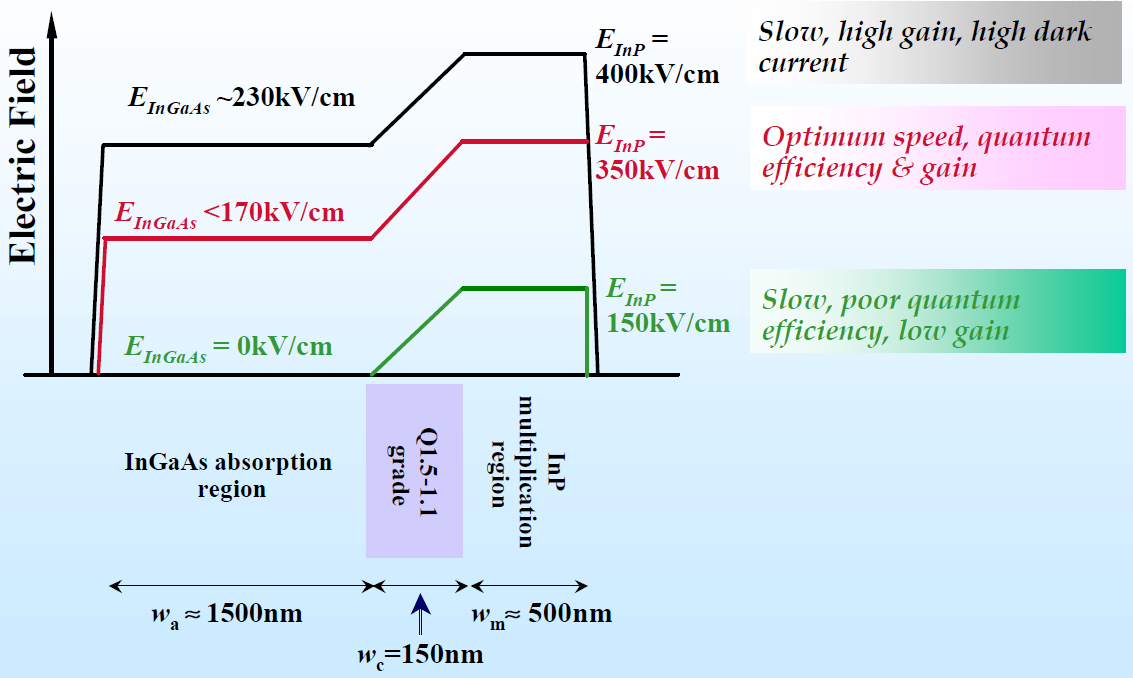 Electric Field
E_InGaAs ~230kV/cm
E_InP =
400kV/cm
Slow, high gain, high dark
current
E_InGaAs <170kV/cm
E_InP =
350kV/cm
Optimum speed, quantum
efficiency & gain
E_InGaAs = 0kV/cm
E_InP =
150kV/cm
Slow, poor quantum
efficiency, low gain
InGaAs absorption
region
Q1.5-1.1
grade
InP
multiplication
region
w_a ≈ 1500nm
w_c=150nm
w_m≈ 500nm